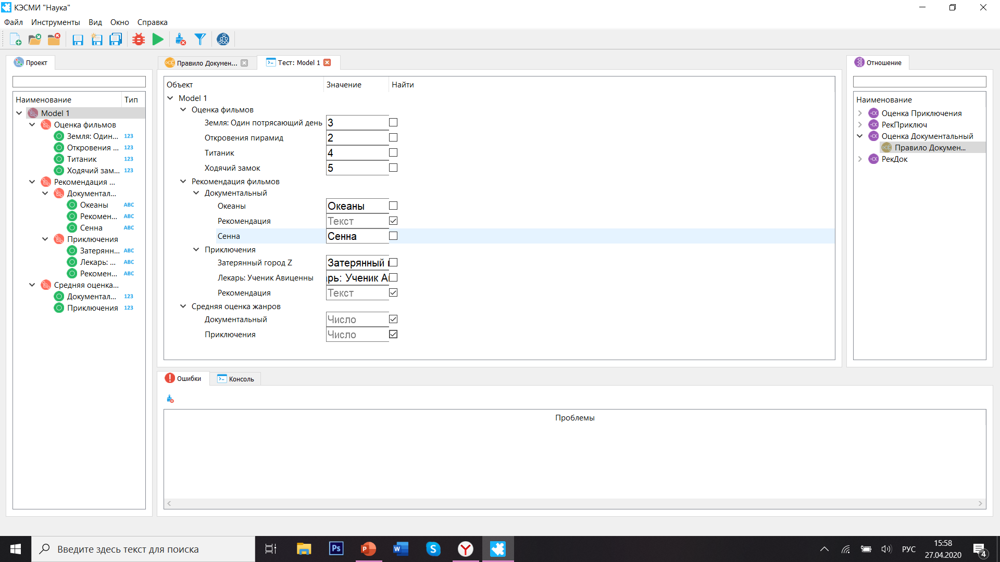 КЭСМИ "Наука"
Файл Инструменты Вид Окно Справка
Проект
Наименование Тип
Model 1
Оценка фильмов
Земля: Один... 123
Откровения ... 123
Титаник 123
Ходячий зам... 123
Рекомендация ...
Документал...
Океаны ABC
Рекомен... ABC
Сенна ABC
Приключения
Затерянн... ABC
Лекарь: ... ABC
Рекомен... ABC
Средняя оценка...
Документал... 123
Приключения 123
Правило Докумен... Тест: Model 1
Объект Значение Найти
Model 1
Оценка фильмов
Земля: Один потрясающий день 3
Откровения пирамид 2
Титаник 4
Ходячий замок 5
Рекомендация фильмов
Документальный
Океаны Океаны
Рекомендация Текст
Сенна Сенна
Приключения
Затерянный город Z Затерянный
Лекарь: Ученик Авиценны арь: Ученик Ав
Рекомендация Текст
Средняя оценка жанров
Документальный Число
Приключения Число
Отношение
Наименование
Оценка Приключения
РекПриключ
Оценка Документальный
Правило Докумен...
РекДок
Ошибки Консоль
Проблемы
Введите здесь текст для поиска
Ps P W S Y
РУС
15:58
27.04.2020
4